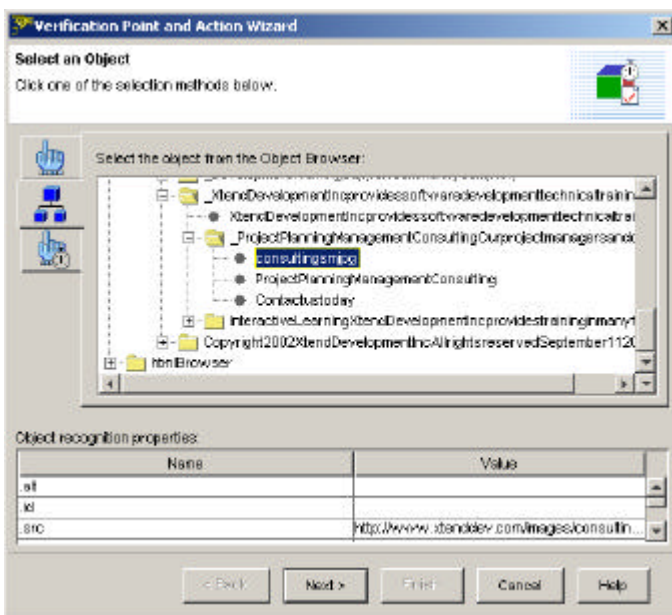 Verification Point and Action Wizard
Select an Object
Click one of the selection methods below.
Select the object from the Object Browser:
_XtendDevelopmentIncprovidessoftwaredevelopmenttechnicaltrainin
XtendDevelopmentIncprovidessoftwaredevelopmenttechnicaltrai
_ProjectPlanningManagementConsultingOurprojectmanagersand
consultingsmjpg
ProjectPlanningManagementConsulting
Contactustoday
InteractiveLearningXtendDevelopmentIncprovidestraininginmanyf
Copyright2002XtendDevelopmentIncAllrightsreservedSeptember1120
htmlBrowser
Object recognition properties:
Name Value
.alt
.id
.src http://www.xtenddev.com/images/consultin...
< Back Next > Finish Cancel Help